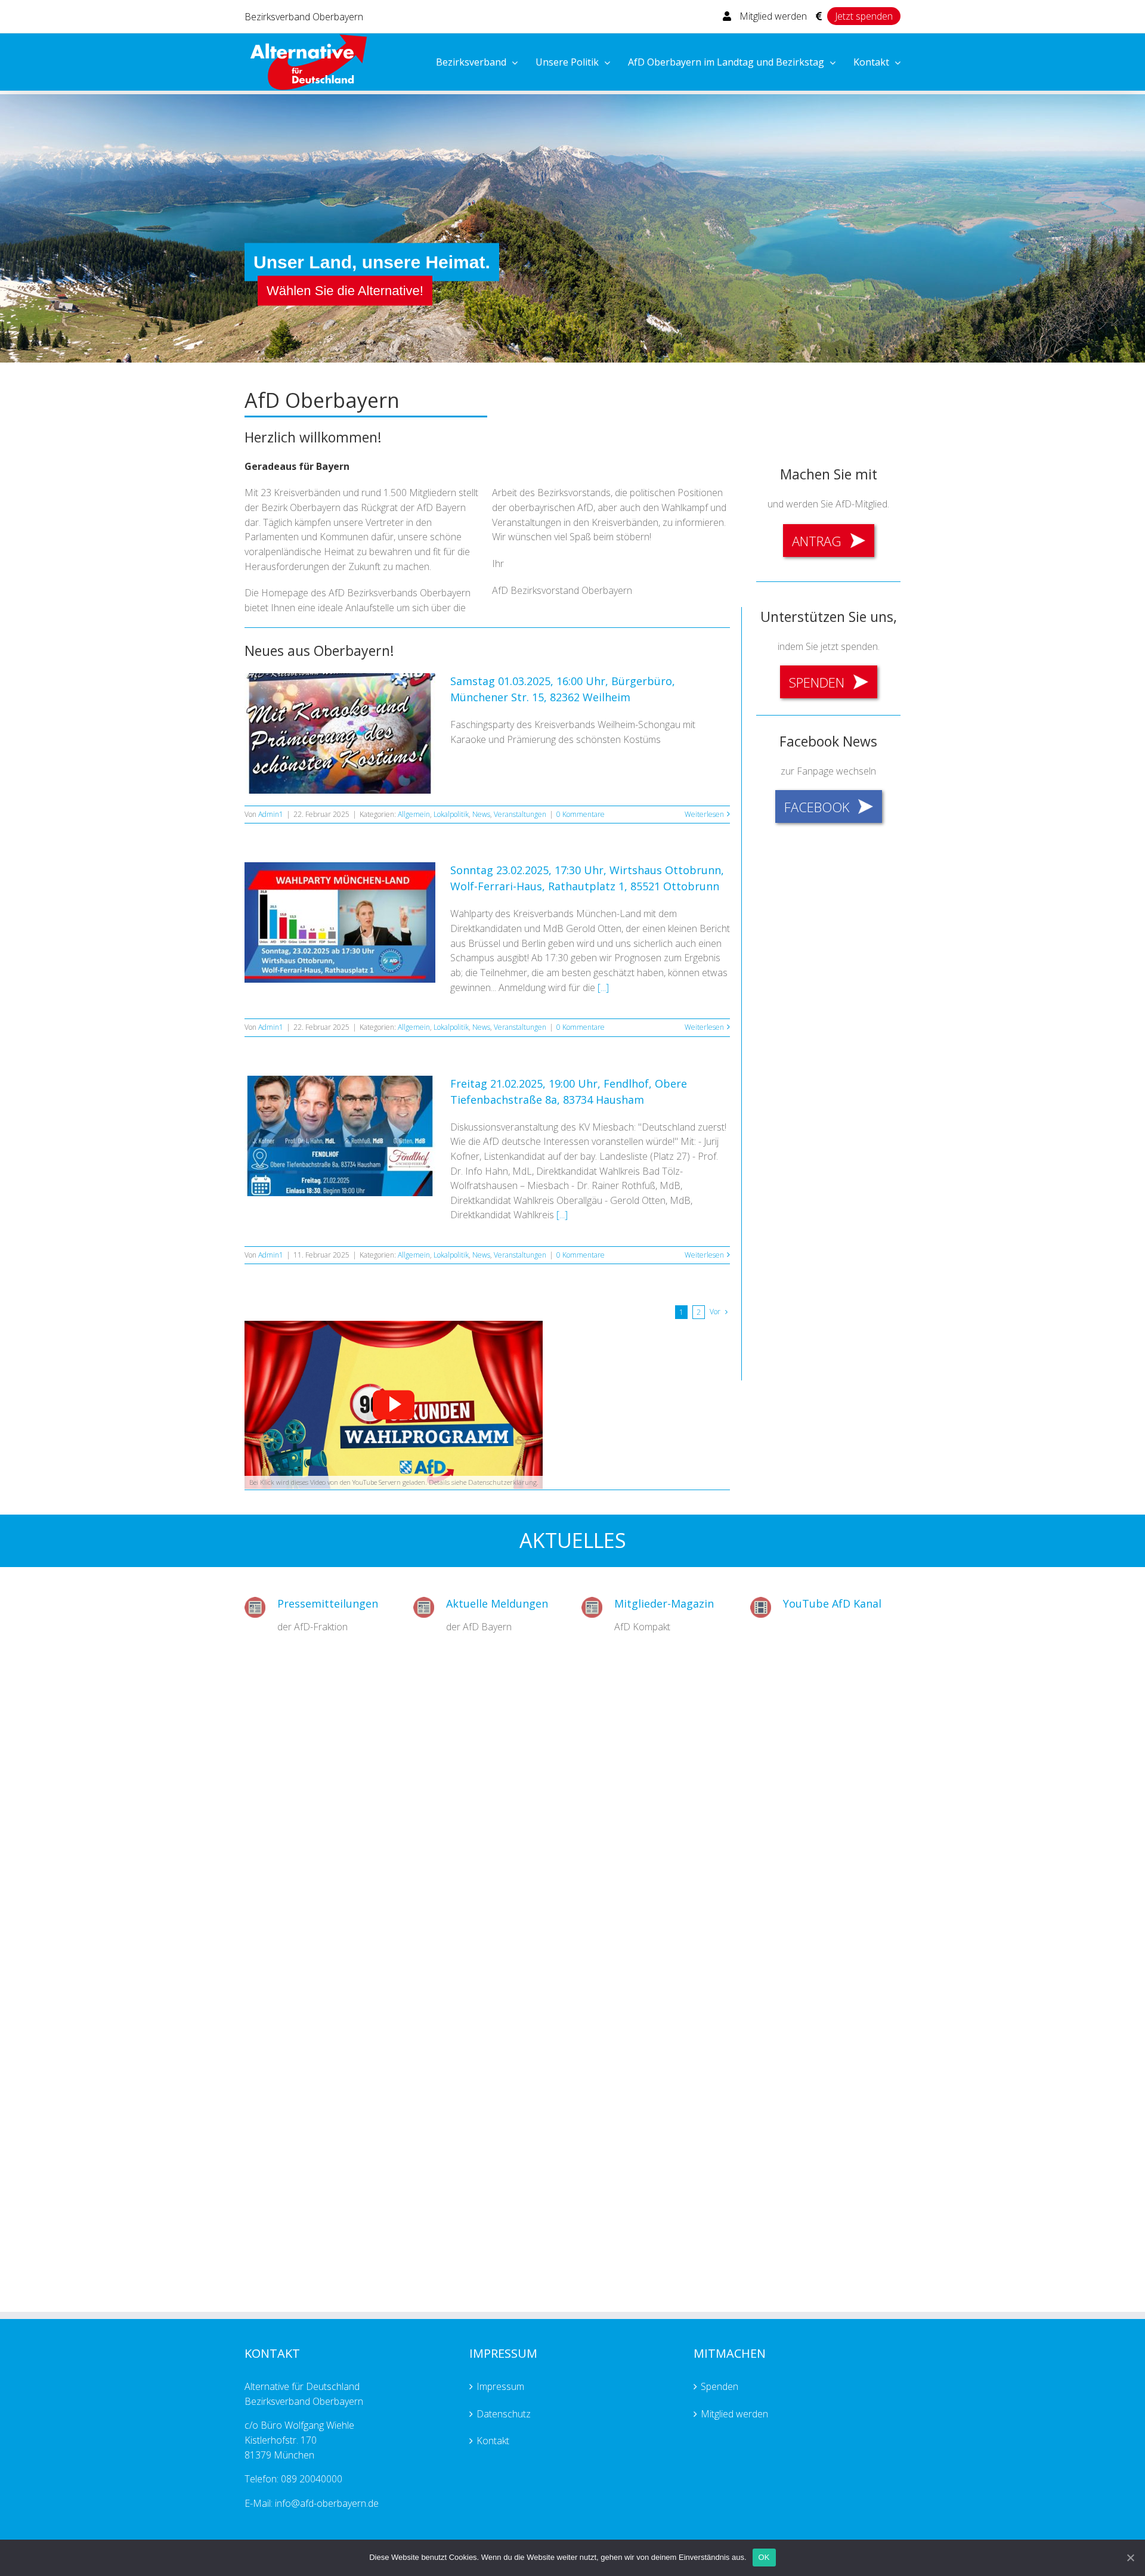 Bezirksverband Oberbayern
Mitglied werden
€ Jetzt spenden
Alternative
für
Deutschland
Bezirksverband
Unsere Politik
AfD Oberbayern im Landtag und Bezirkstag
Kontakt
Unser Land, unsere Heimat.
Wählen Sie die Alternative!
AfD Oberbayern
Herzlich willkommen!
Geradeaus für Bayern
Mit 23 Kreisverbänden und rund 1.500 Mitgliedern stellt
der Bezirk Oberbayern das Rückgrat der AfD Bayern
dar. Täglich kämpfen unsere Vertreter in den
Parlamenten und Kommunen dafür, unsere schöne
voralpenländische Heimat zu bewahren und fit für die
Herausforderungen der Zukunft zu machen.
Die Homepage des AfD Bezirksverbands Oberbayern
bietet Ihnen eine ideale Anlaufstelle um sich über die
Arbeit des Bezirksvorstands, die politischen Positionen
der oberbayrischen AfD, aber auch den Wahlkampf und
Veranstaltungen in den Kreisverbänden, zu informieren.
Wir wünschen viel Spaß beim stöbern!
Ihr
AfD Bezirksvorstand Oberbayern
Machen Sie mit
und werden Sie AfD-Mitglied.
ANTRAG
Unterstützen Sie uns,
indem Sie jetzt spenden.
SPENDEN
Facebook News
zur Fanpage wechseln
FACEBOOK
Neues aus Oberbayern!
Mit Karaoke und
Prämierung des
schönsten Kostüms!
Samstag 01.03.2025, 16:00 Uhr, Bürgerbüro,
Münchener Str. 15, 82362 Weilheim
Faschingsparty des Kreisverbands Weilheim-Schongau mit
Karaoke und Prämierung des schönsten Kostüms
Von Admin1 | 22. Februar 2025 | Kategorien: Allgemein, Lokalpolitik, News, Veranstaltungen | 0 Kommentare
Weiterlesen
WAHLPARTY MÜNCHEN-LAND
Sonntag, 23.02.2025 ab 17:30 Uhr
Wirtshaus Ottobrunn,
Wolf-Ferrari-Haus, Rathausplatz 1
Sonntag 23.02.2025, 17:30 Uhr, Wirtshaus Ottobrunn,
Wolf-Ferrari-Haus, Rathautplatz 1, 85521 Ottobrunn
Wahlparty des Kreisverbands München-Land mit dem
Direktkandidaten und MdB Gerold Otten, der einen kleinen Bericht
aus Brüssel und Berlin geben wird und uns sicherlich auch einen
Schampus ausgibt! Ab 17.30 geben wir Prognosen zum Ergebnis
ab; die Teilnehmer, die am besten geschätzt haben, können etwas
gewinnen... Anmeldung wird für die [...]
Von Admin1 | 22. Februar 2025 | Kategorien: Allgemein, Lokalpolitik, News, Veranstaltungen | 0 Kommentare
Weiterlesen
J. Kofner
Prof. Dr. I. Hahn, MdL
Rothfuß, MdB
G. Otten, MdB
FENDLHOF
Obere Tiefenbachstraße 8a, 83734 Hausham
Fendlhof
Freitag, 21.02.2025
Einlass 18:30, Beginn 19:00 Uhr
Freitag 21.02.2025, 19:00 Uhr, Fendlhof, Obere
Tiefenbachstraße 8a, 83734 Hausham
Diskussionsveranstaltung des KV Miesbach: "Deutschland zuerst!
Wie die AfD deutsche Interessen voranstellen würde!" Mit: - Jurij
Kofner, Listenkandidat auf der bay. Landesliste (Platz 27) - Prof.
Dr. Info Hahn, MdL, Direktkandidat Wahlkreis Bad Tölz-
Wolfratshausen – Miesbach - Dr. Rainer Rothfuß, MdB,
Direktkandidat Wahlkreis Oberallgäu - Gerold Otten, MdB,
Direktkandidat Wahlkreis [...]
Von Admin1 | 11. Februar 2025 | Kategorien: Allgemein, Lokalpolitik, News, Veranstaltungen | 0 Kommentare
Weiterlesen
1 2 Vor
SEKUNDEN
WAHLPROGRAMM
AfD
Bei Klick wird dieses Video von den YouTube Servern geladen. Details siehe Datenschutzerklärung.
AKTUELLES
Pressemitteilungen
der AfD-Fraktion
Aktuelle Meldungen
der AfD Bayern
Mitglieder-Magazin
AfD Kompakt
YouTube AfD Kanal
KONTAKT
Alternative für Deutschland
Bezirksverband Oberbayern
c/o Büro Wolfgang Wiehle
Kistlerhofstr. 170
81379 München
Telefon: 089 20040000
E-Mail: info@afd-oberbayern.de
IMPRESSUM
Impressum
Datenschutz
Kontakt
MITMACHEN
Spenden
Mitglied werden
Diese Website benutzt Cookies. Wenn du die Website weiter nutzt, gehen wir von deinem Einverständnis aus.
OK